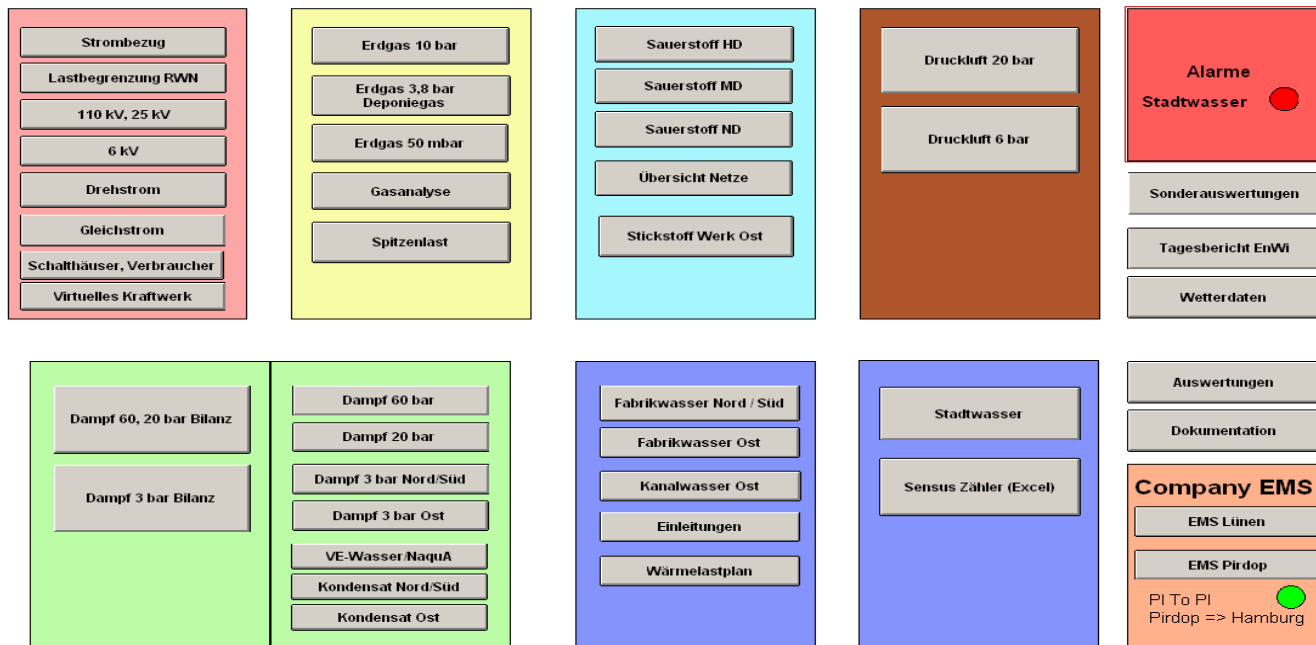 Strombezug
Lastbegrenzung RWN
110 kV, 25 kV
6 kV
Drehstrom
Gleichstrom
Schalthäuser, Verbraucher
Virtuelles Kraftwerk
Erdgas 10 bar
Erdgas 3,8 bar
Deponiegas
Erdgas 50 mbar
Gasanalyse
Spitzenlast
Sauerstoff HD
Sauerstoff MD
Sauerstoff ND
Übersicht Netze
Stickstoff Werk Ost
Druckluft 20 bar
Druckluft 6 bar
Alarme
Stadtwasser
Sonderauswertungen
Tagesbericht EnWi
Wetterdaten
Dampf 60, 20 bar Bilanz
Dampf 3 bar Bilanz
Dampf 60 bar
Dampf 20 bar
Dampf 3 bar Nord/Süd
Dampf 3 bar Ost
VE-Wasser/NaquA
Kondensat Nord/Süd
Kondensat Ost
Fabrikwasser Nord / Süd
Fabrikwasser Ost
Kanalwasser Ost
Einleitungen
Wärmelastplan
Stadtwasser
Sensus Zähler (Excel)
Auswertungen
Dokumentation
Company EMS
EMS Lünen
EMS Pirdop
PI To PI
Pirdop => Hamburg